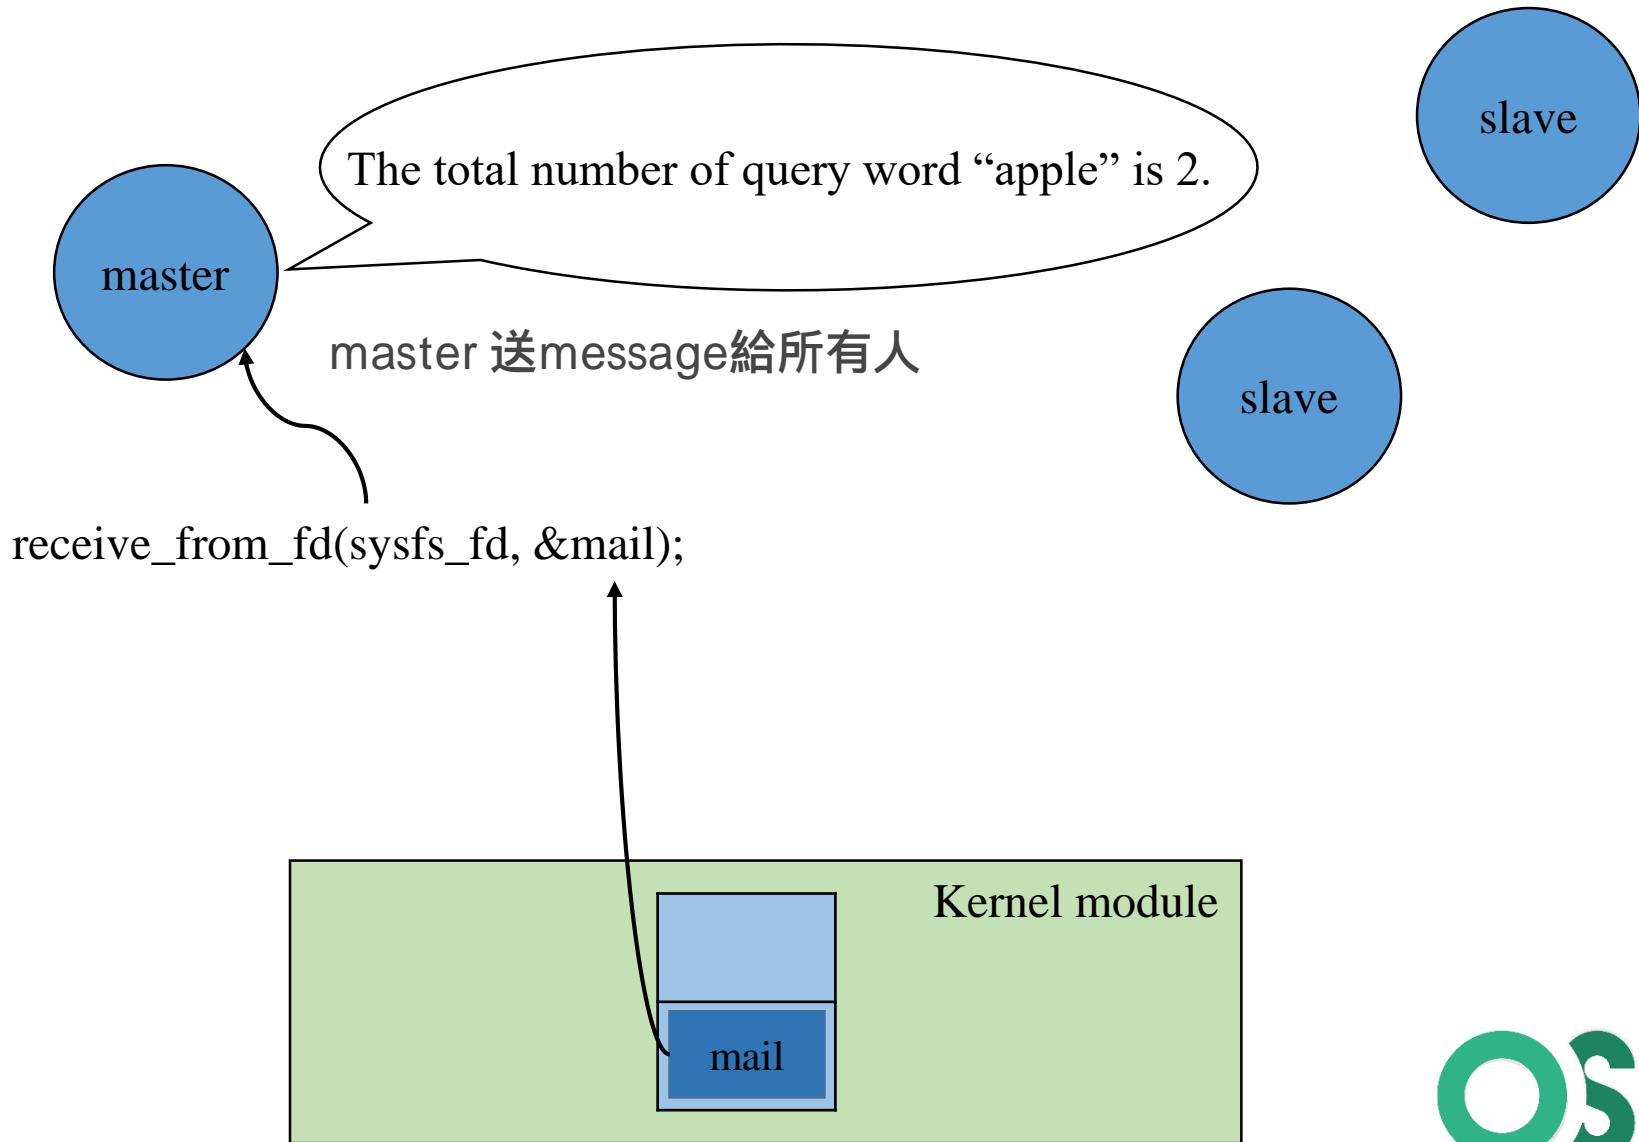 slave
The total number of query word “apple” is 2.
master
master 送message給所有人
slave
receive_from_fd(sysfs_fd, &mail);
Kernel module
mail
OS